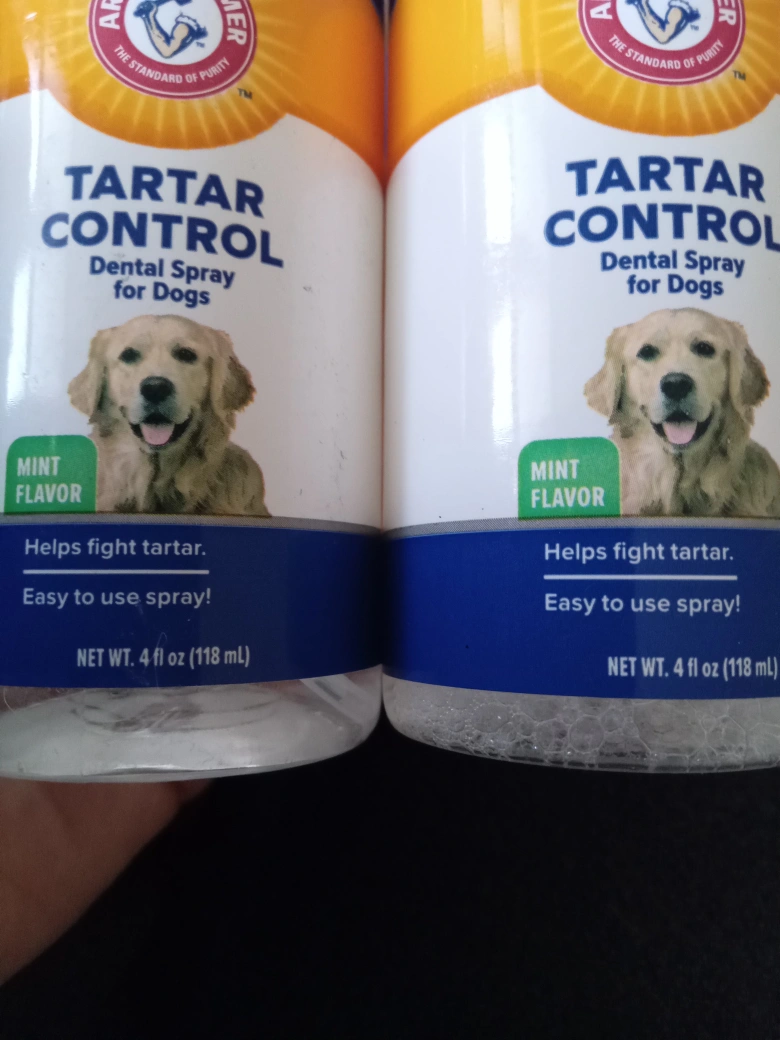 THE STANDARD OF PURITY
TM
TARTAR
CONTROL
Dental Spray
for Dogs
MINT
FLAVOR
Helps fight tartar.
Easy to use spray!
NET WT. 4 fl oz (118 mL)
THE STANDARD OF PURITY
TM
TARTAR
CONTROL
Dental Spray
for Dogs
MINT
FLAVOR
Helps fight tartar.
Easy to use spray!
NET WT. 4 fl oz (118 mL)